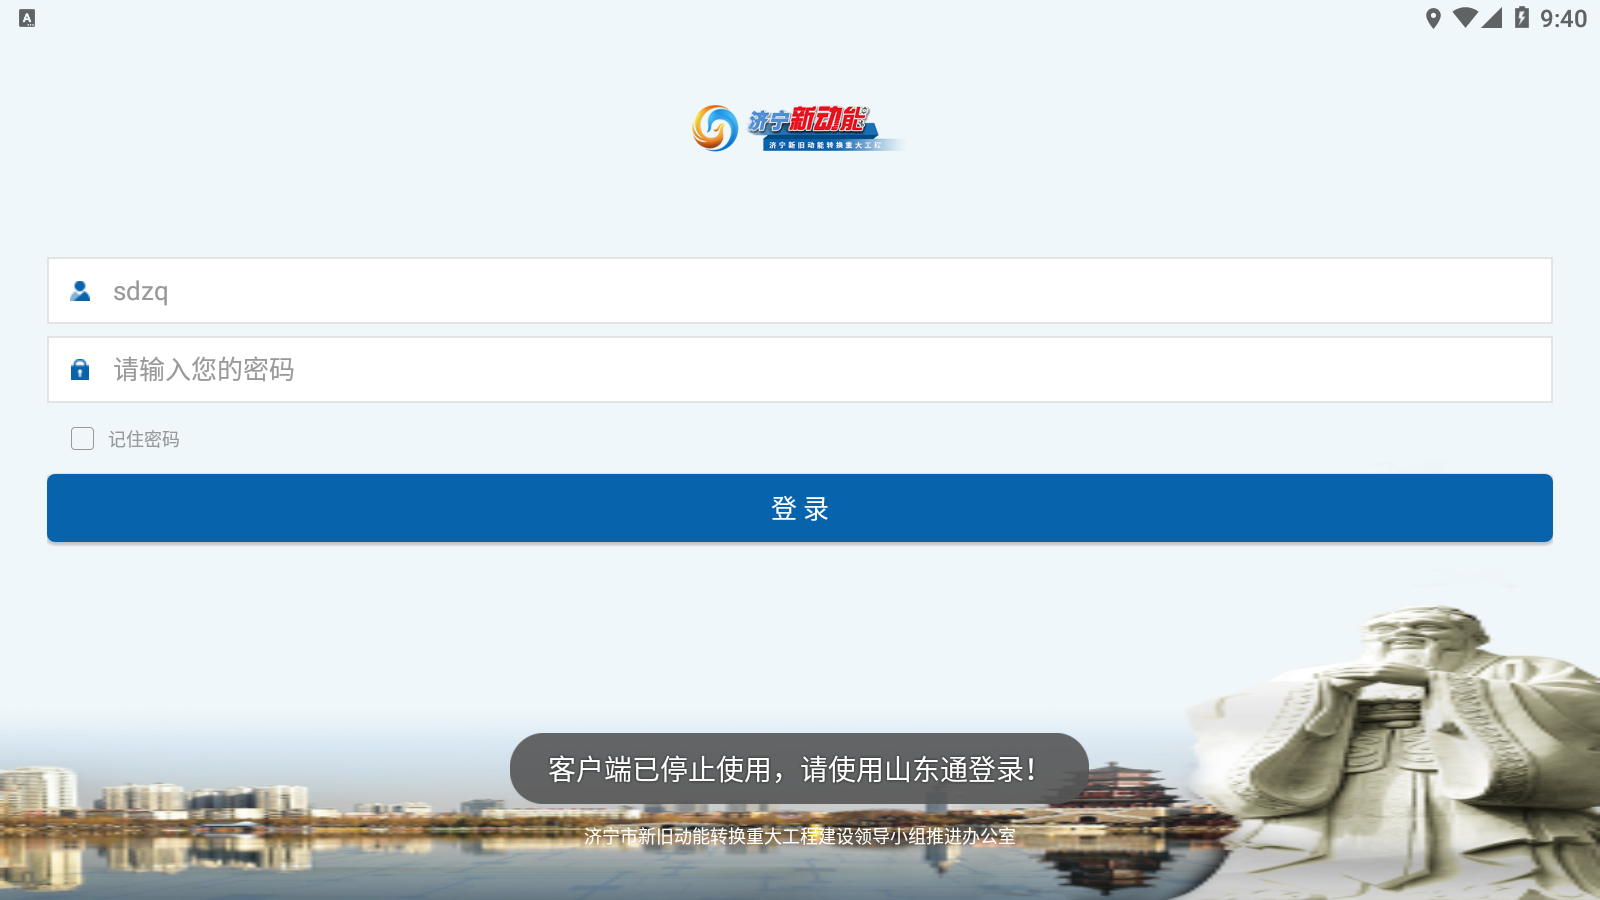 9:40
济宁新动能
济宁新旧动能转换重大工程
sdzq
请输入您的密码
记住密码
登 录
客户端已停止使用，请使用山东通登录！
济宁市新旧动能转换重大工程建设领导小组推进办公室